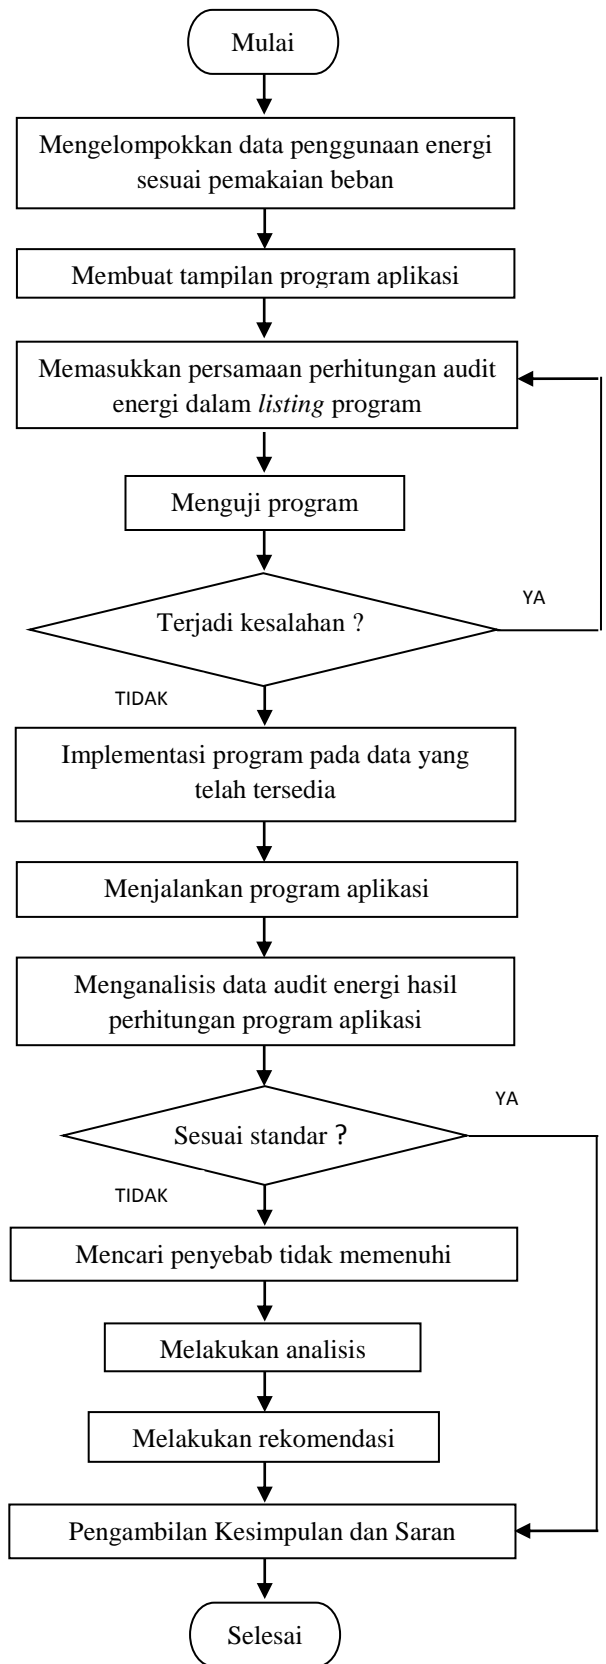 Mulai
Mengelompokkan data penggunaan energi
sesuai pemakaian beban
Membuat tampilan program aplikasi
Memasukkan persamaan perhitungan audit
energi dalam listing program
Menguji program
Terjadi kesalahan ?
YA
TIDAK
Implementasi program pada data yang
telah tersedia
Menjalankan program aplikasi
Menganalisis data audit energi hasil
perhitungan program aplikasi
Sesuai standar ?
YA
TIDAK
Mencari penyebab tidak memenuhi
Melakukan analisis
Melakukan rekomendasi
Pengambilan Kesimpulan dan Saran
Selesai